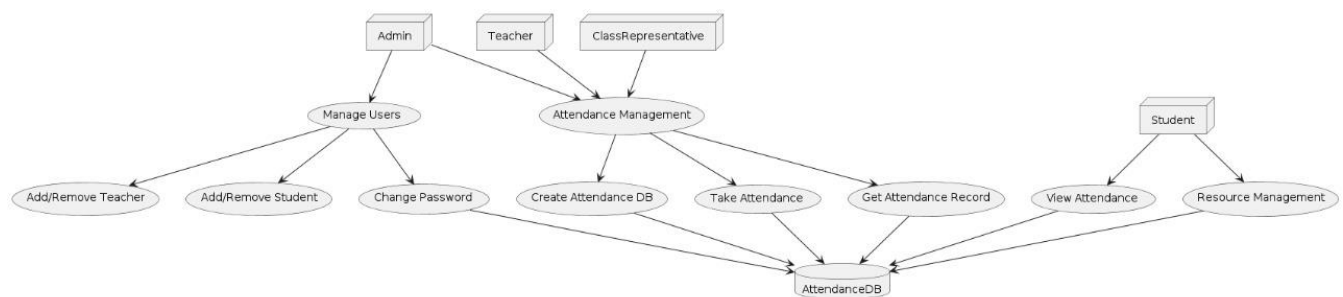 Admin
Teacher
ClassRepresentative
Manage Users
Attendance Management
Student
Add/Remove Teacher
Add/Remove Student
Change Password
Create Attendance DB
Take Attendance
Get Attendance Record
View Attendance
Resource Management
AttendanceDB